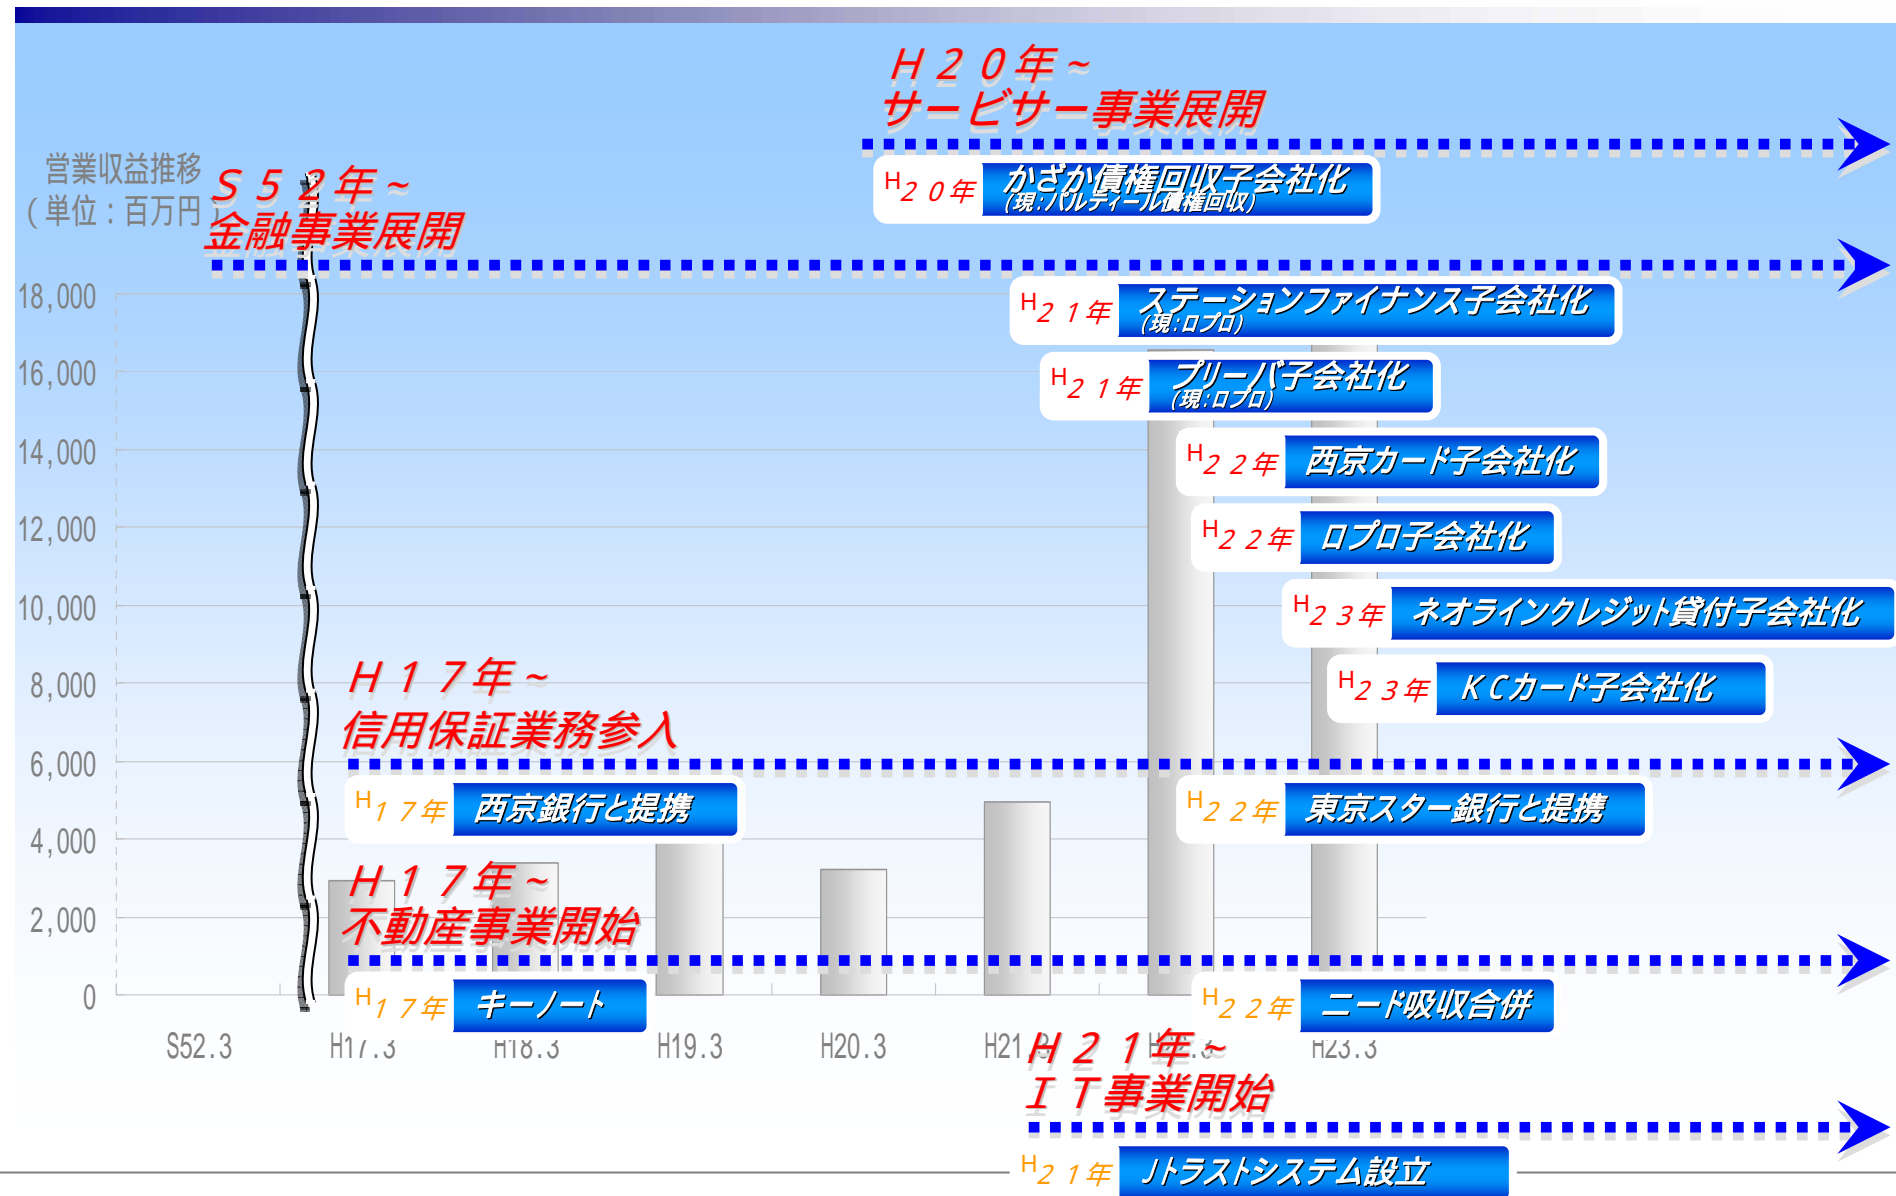 H２０年～
サービサー事業展開
H２０年 かざか債権回収子会社化
(現：パルティール債権回収)
営業収益推移
(単位：百万円)
S５２年～
金融事業展開
H２１年 ステーションファイナンス子会社化
(現：ロプロ)
H２１年 プリーバ子会社化
(現：ロプロ)
H２２年 西京カード子会社化
H２２年 ロプロ子会社化
H２３年 ネオラインクレジット貸付子会社化
H２３年 KCカード子会社化
18,000
16,000
14,000
12,000
10,000
8,000
6,000
4,000
2,000
0
H１７年～
信用保証業務参入
H１７年 西京銀行と提携
H２２年 東京スター銀行と提携
H１７年～
不動産事業開始
H１７年 キーノート
H２２年 ニード吸収合併
S52.3 H17.3 H18.3 H19.3 H20.3 H21.3 H22.3 H23.3
H２１年～
IT事業開始
H２１年 Jトラストシステム設立